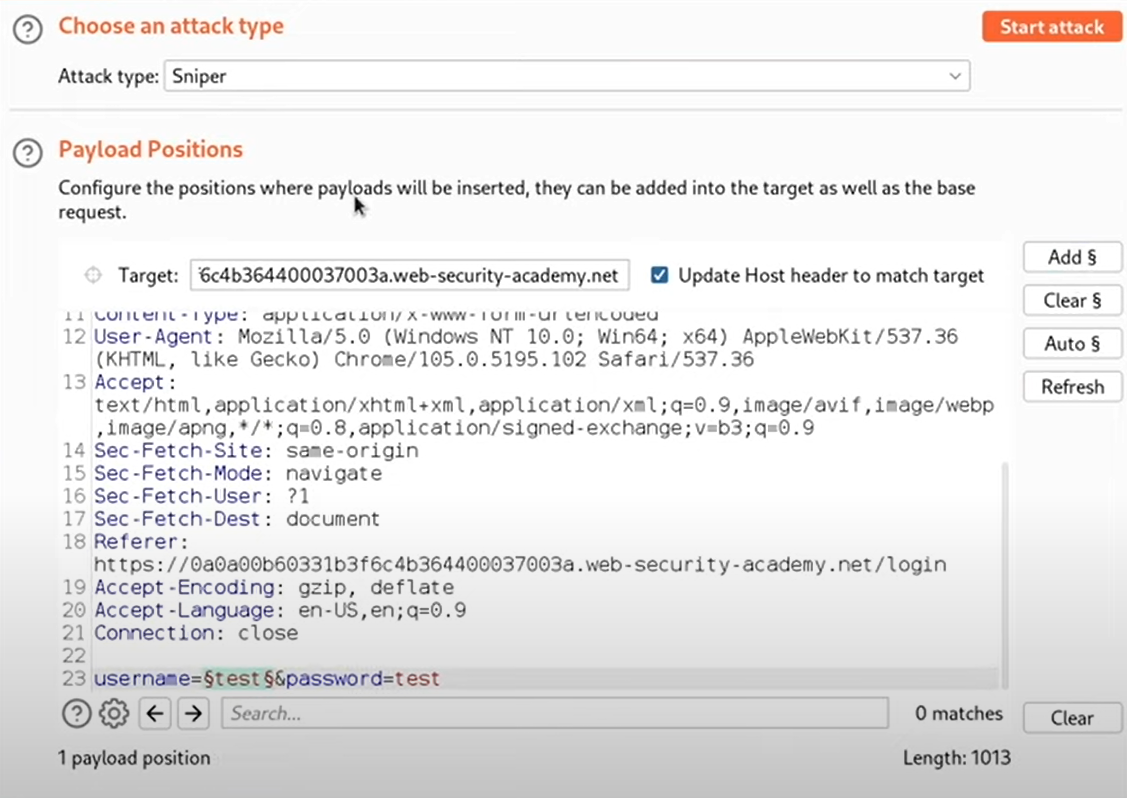 Choose an attack type
Start attack
Attack type: Sniper
Payload Positions
Configure the positions where payloads will be inserted, they can be added into the target as well as the base
request.
Target: 6c4b364400037003a.web-security-academy.net Update Host header to match target
Add §
Clear §
Auto §
Refresh
11 Content-Type: application/x-www-form-urlencoded
12 User-Agent: Mozilla/5.0 (Windows NT 10.0; Win64; x64) AppleWebKit/537.36
(KHTML, like Gecko) Chrome/105.0.5195.102 Safari/537.36
13 Accept:
text/html,application/xhtml+xml,application/xml;q=0.9,image/avif,image/webp
,image/apng,*/*;q=0.8,application/signed-exchange;v=b3;q=0.9
14 Sec-Fetch-Site: same-origin
15 Sec-Fetch-Mode: navigate
16 Sec-Fetch-User: ?1
17 Sec-Fetch-Dest: document
18 Referer:
https://0a0a00b60331b3f6c4b364400037003a.web-security-academy.net/login
19 Accept-Encoding: gzip, deflate
20 Accept-Language: en-US,en;q=0.9
21 Connection: close
22
23 username=§test§&password=test
Search...
0 matches
Clear
1 payload position
Length: 1013